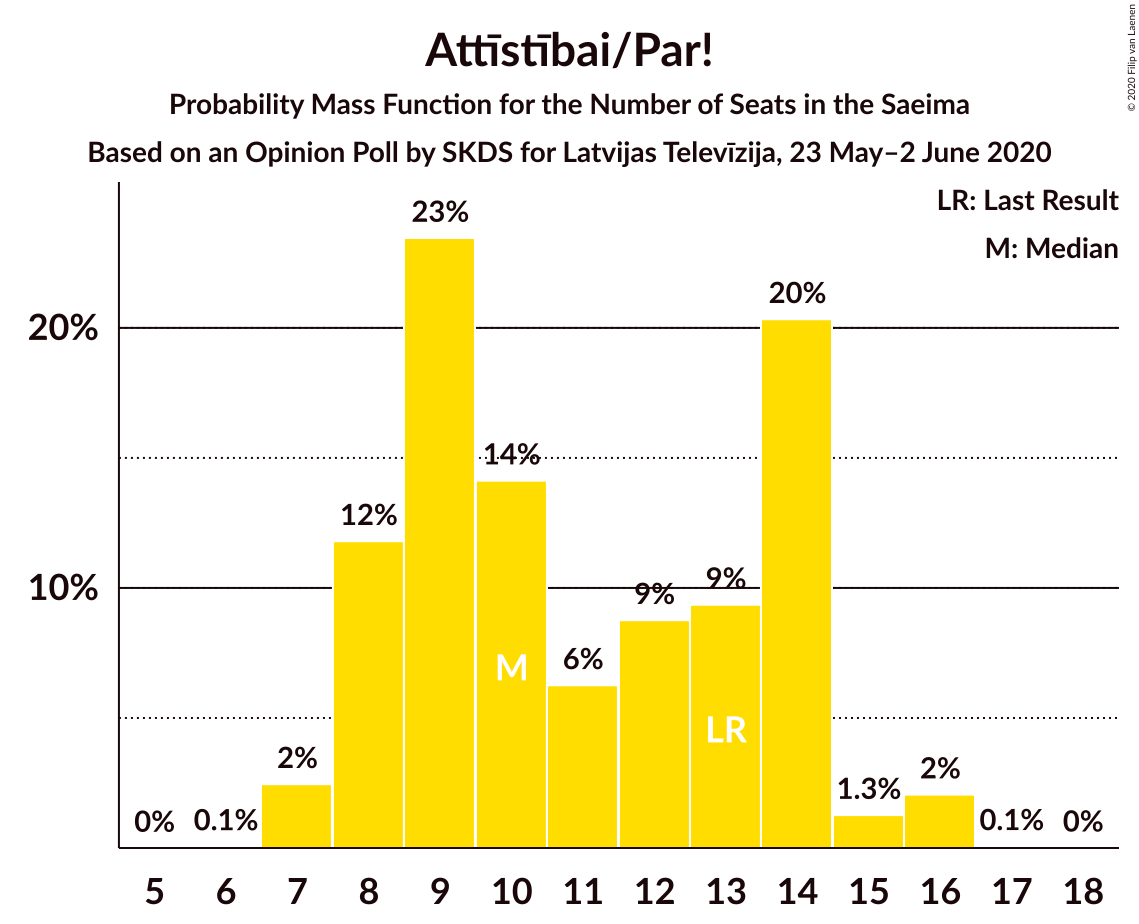 Attīstībai/Par!
Probability Mass Function for the Number of Seats in the Saeima
Based on an Opinion Poll by SKDS for Latvijas Televīzija, 23 May–2 June 2020
© 2020 Filip van Laenen
LR: Last Result
M: Median
20%
10%
0%
0.1%
2%
12%
23%
14%
6%
9%
9%
20%
1.3%
2%
0.1%
0%
M
LR
5 6 7 8 9 10 11 12 13 14 15 16 17 18